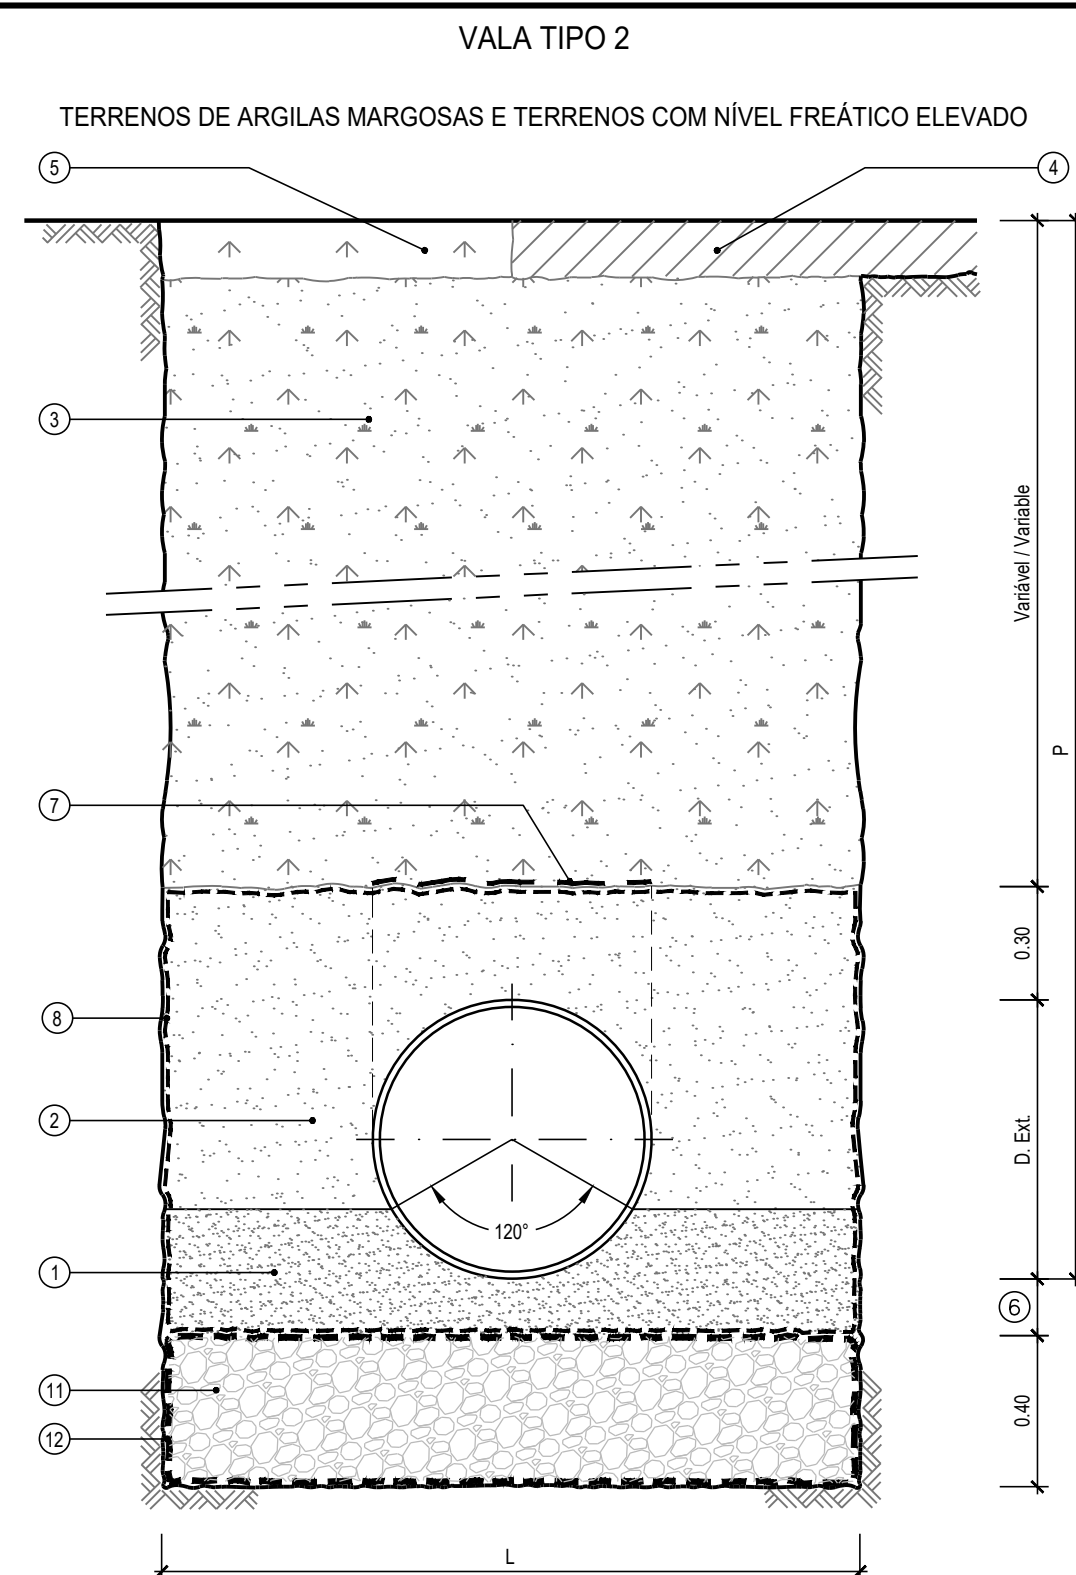 VALA TIPO 2
TERRENOS DE ARGILAS MARGOSAS E TERRENOS COM NÍVEL FREÁTICO ELEVADO
5
4
3
Variável / Variable
P
7
0.30
8
2
D. Ext.
120°
1
6
11
0.40
12
L